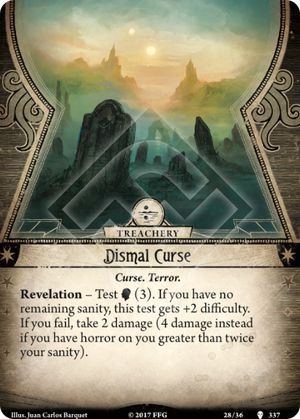 TREACHERY
Dismal Curse
Curse. Terror.
Revelation – Test (3). If you have no
remaining sanity, this test gets +2 difficulty.
If you fail, take 2 damage (4 damage instead
if you have horror on you greater than twice
your sanity).
Illus. Juan Carlos Barquet © 2017 FFG 28/36 337